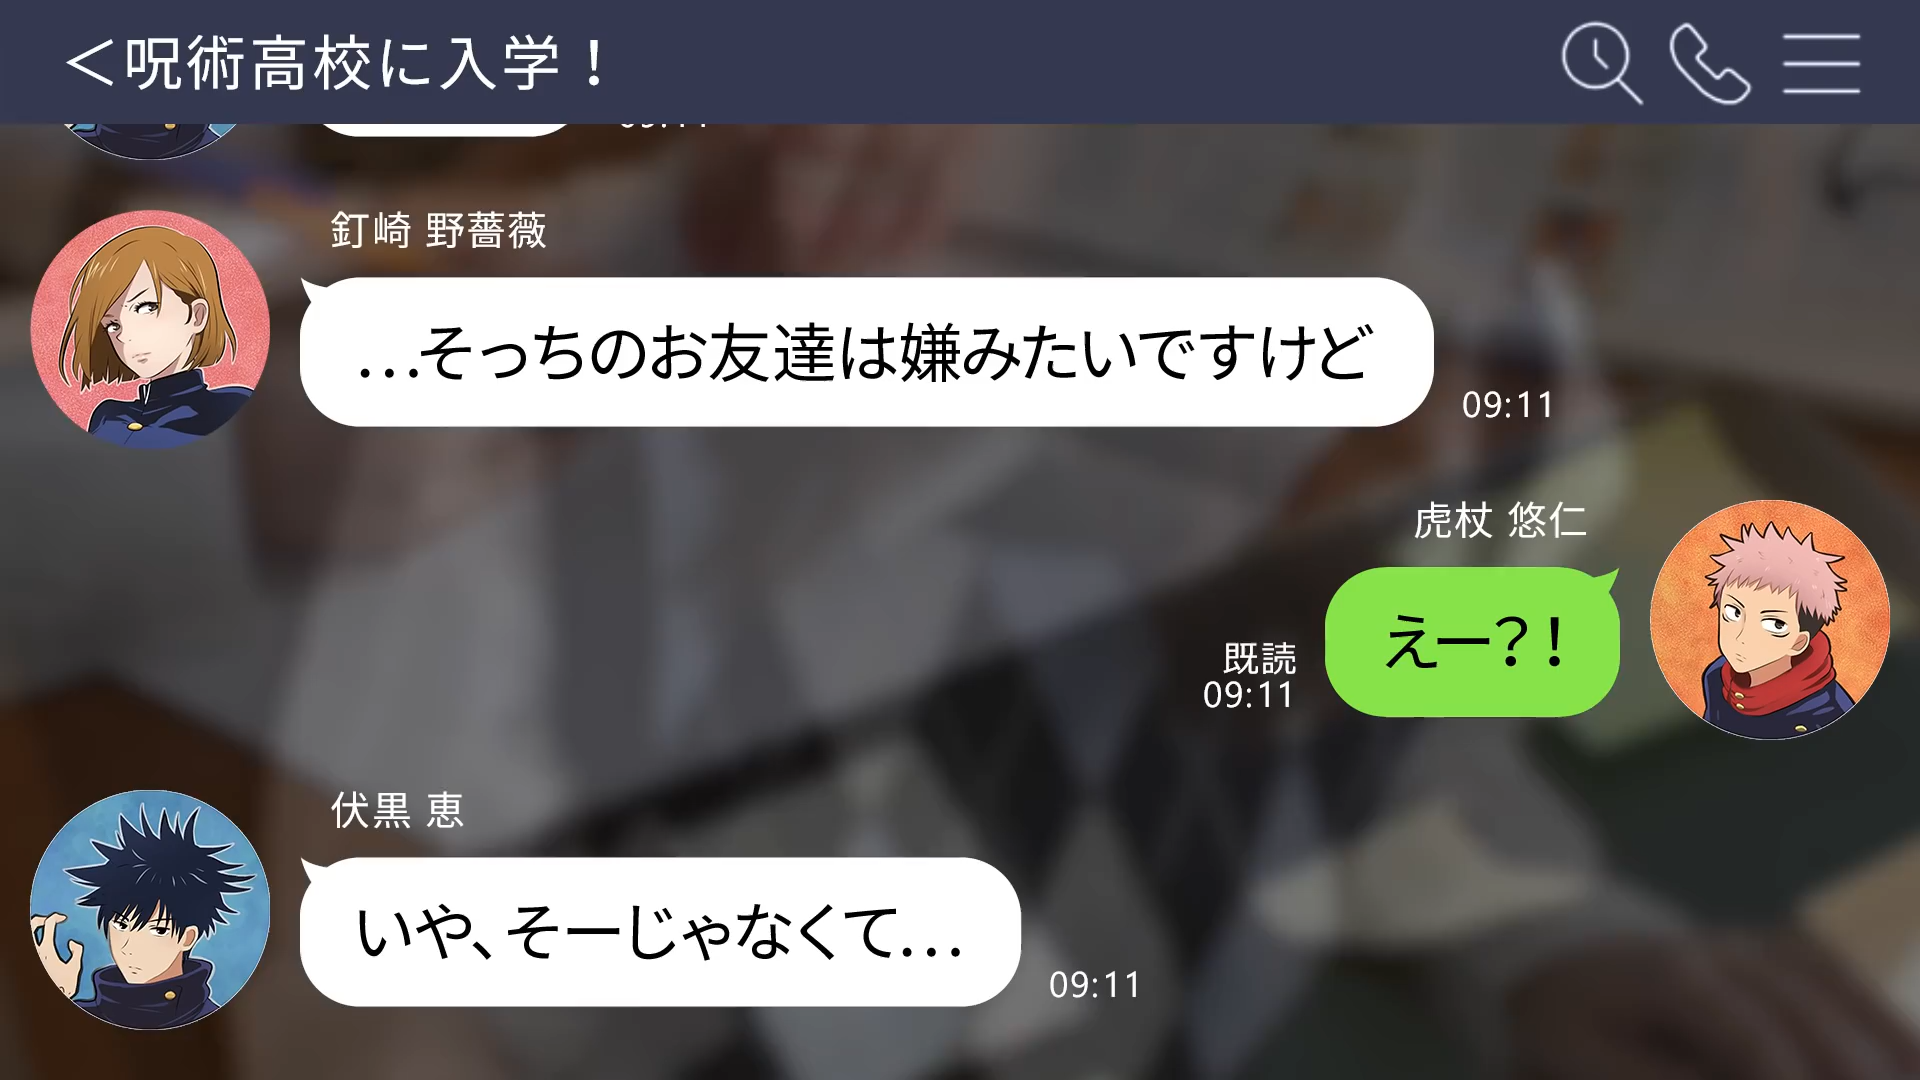 ＜呪術高校に入学！
釘崎 野薔薇
…そっちのお友達は嫌みたいですけど
09:11
虎杖 悠仁
えー？！
既読
09:11
伏黒 恵
いや、そーじゃなくて…
09:11